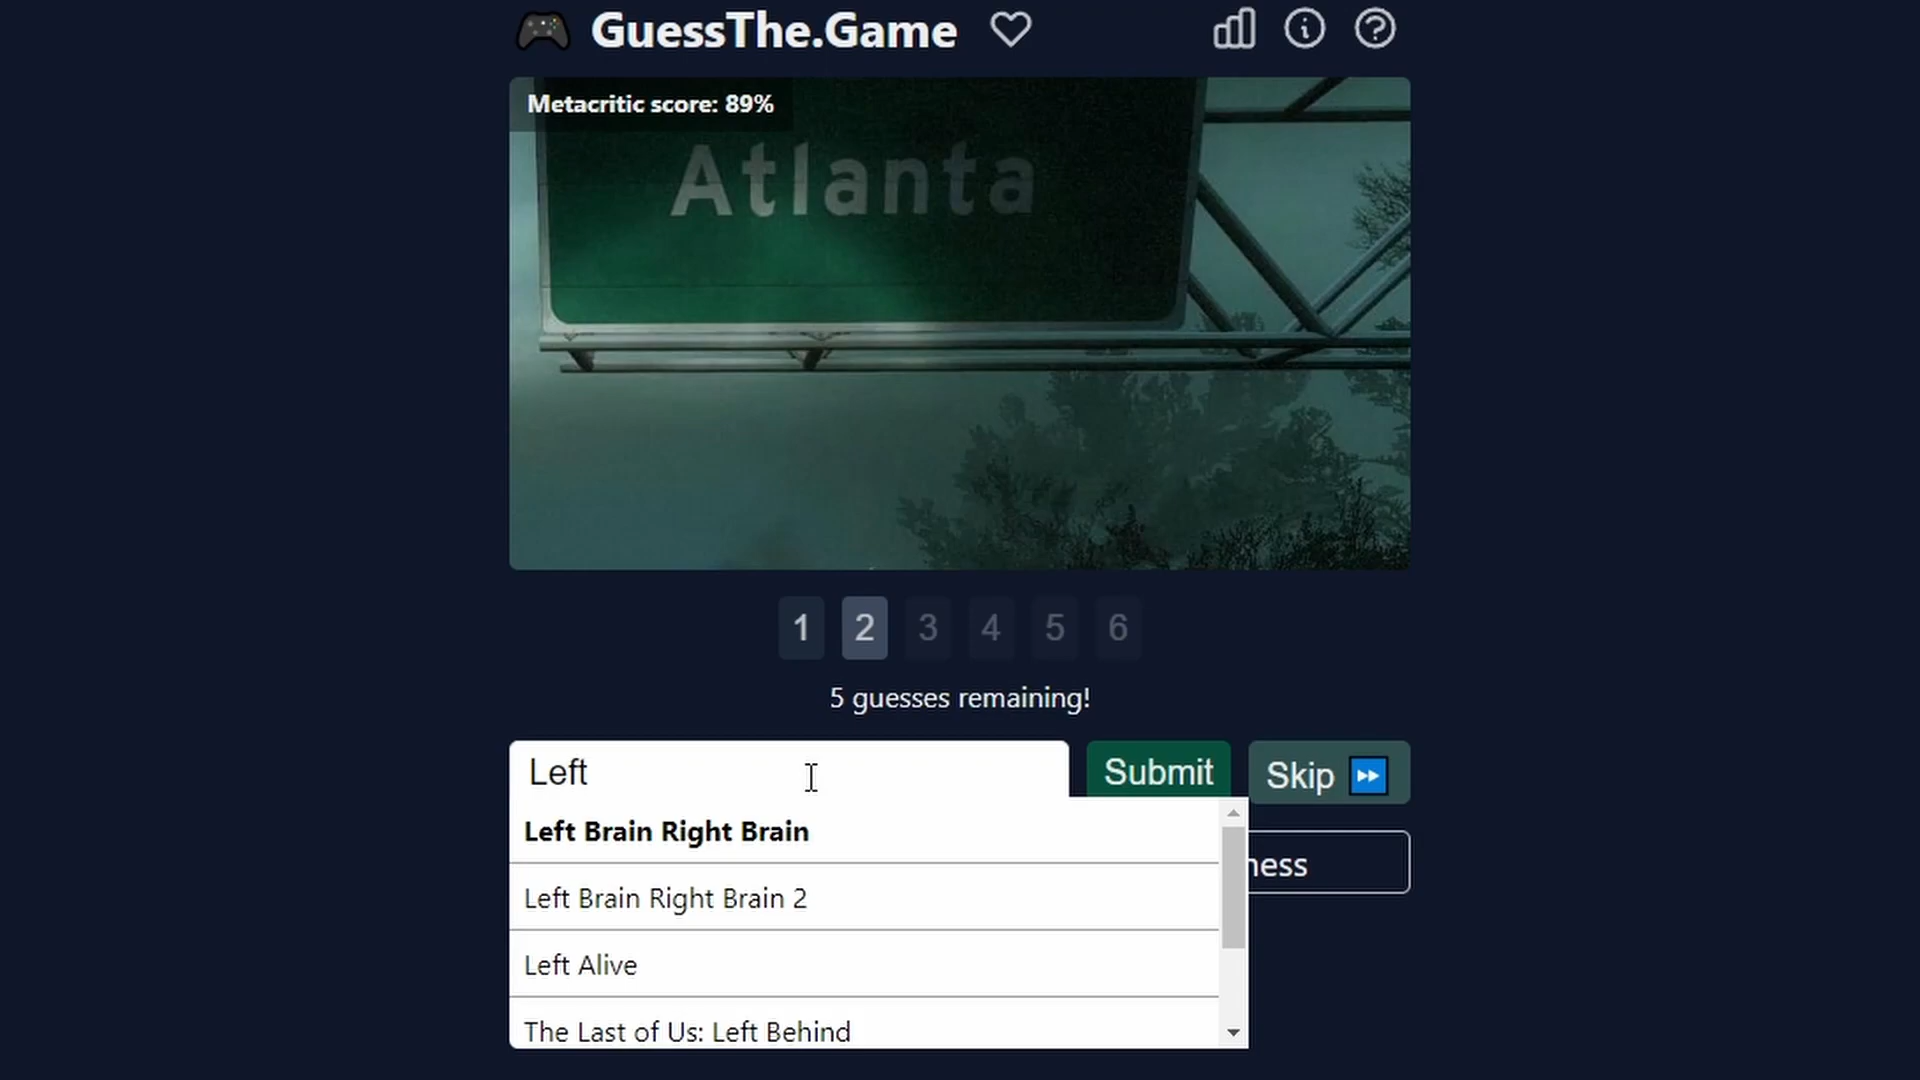 GuessThe.Game
Metacritic score: 89%
Atlanta
1 2 3 4 5 6
5 guesses remaining!
Left
Submit
Skip
Left Brain Right Brain
ness
Left Brain Right Brain 2
Left Alive
The Last of Us: Left Behind